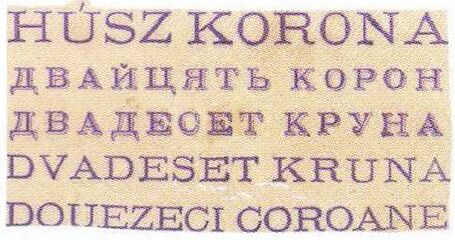 HÚSZ KORONA
ДВАЙЦЯТЬ КОРОН
ДВАДЕСЕТ КРУНА
DVADESET KRUNA
DOUEZECI COROANE